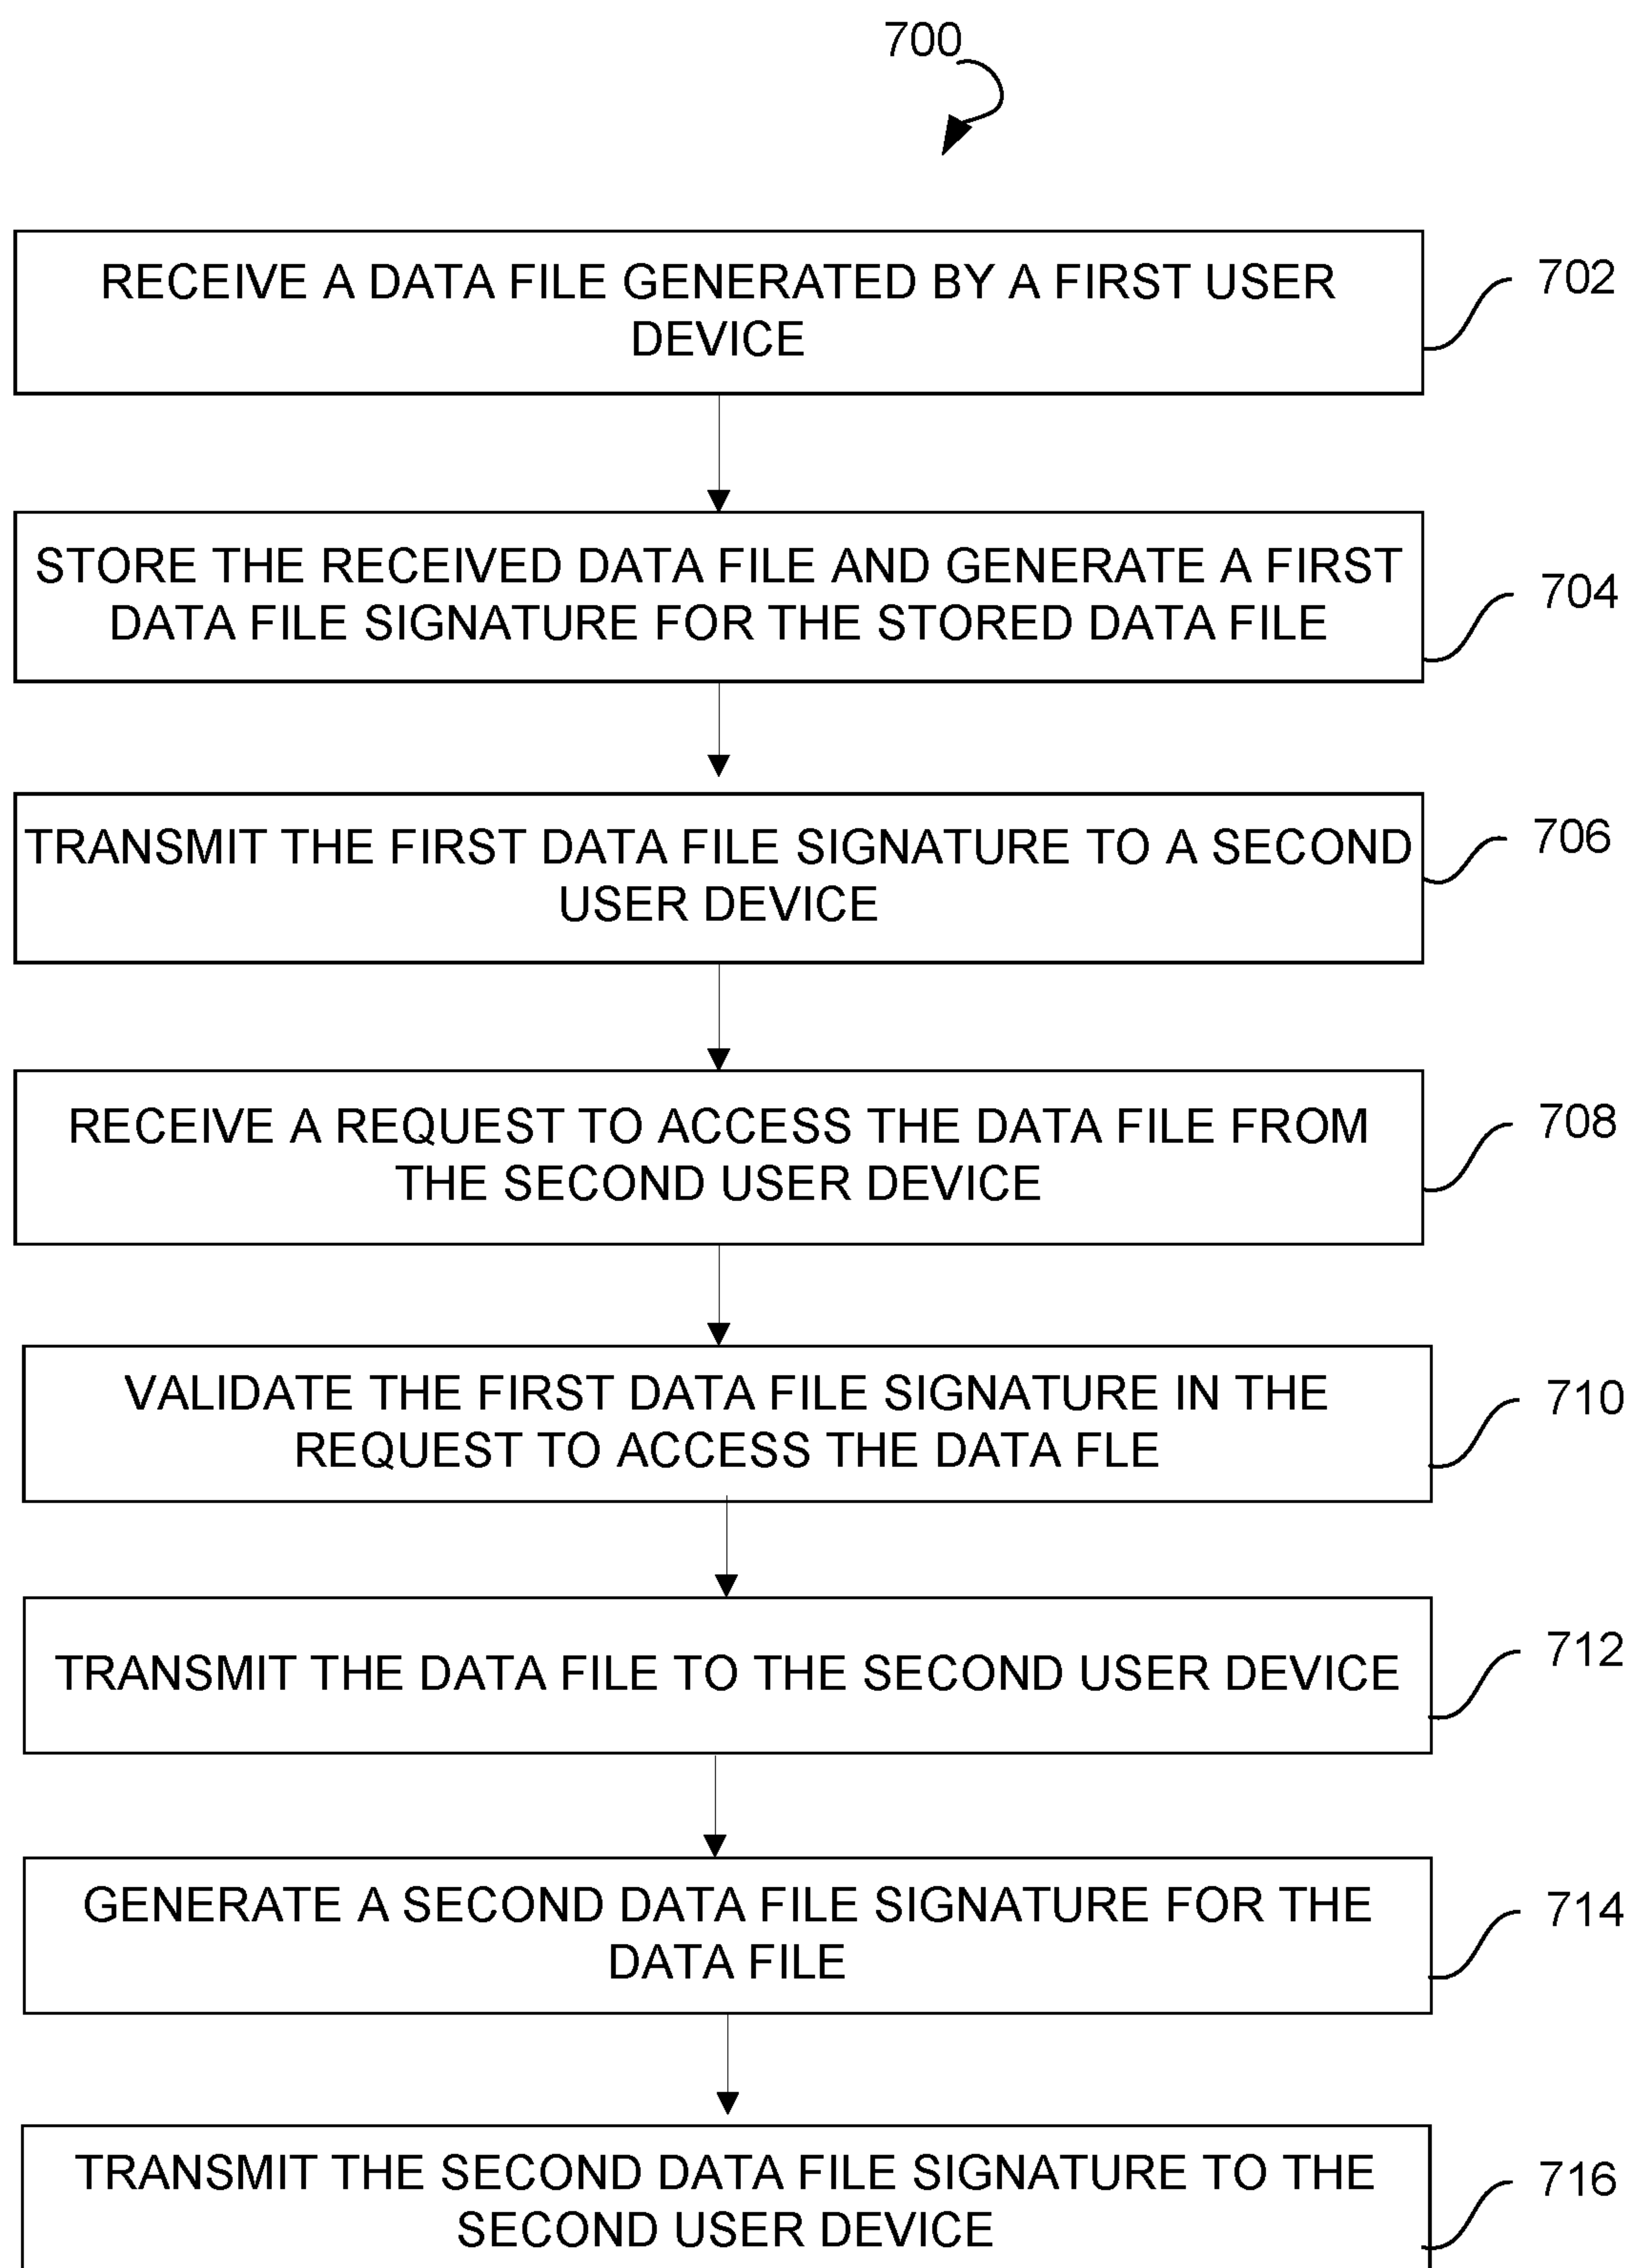 700
RECEIVE A DATA FILE GENERATED BY A FIRST USER
DEVICE
702
STORE THE RECEIVED DATA FILE AND GENERATE A FIRST
DATA FILE SIGNATURE FOR THE STORED DATA FILE
704
TRANSMIT THE FIRST DATA FILE SIGNATURE TO A SECOND
USER DEVICE
706
RECEIVE A REQUEST TO ACCESS THE DATA FILE FROM
THE SECOND USER DEVICE
708
VALIDATE THE FIRST DATA FILE SIGNATURE IN THE
REQUEST TO ACCESS THE DATA FLE
710
TRANSMIT THE DATA FILE TO THE SECOND USER DEVICE
712
GENERATE A SECOND DATA FILE SIGNATURE FOR THE
DATA FILE
714
TRANSMIT THE SECOND DATA FILE SIGNATURE TO THE
SECOND USER DEVICE
716